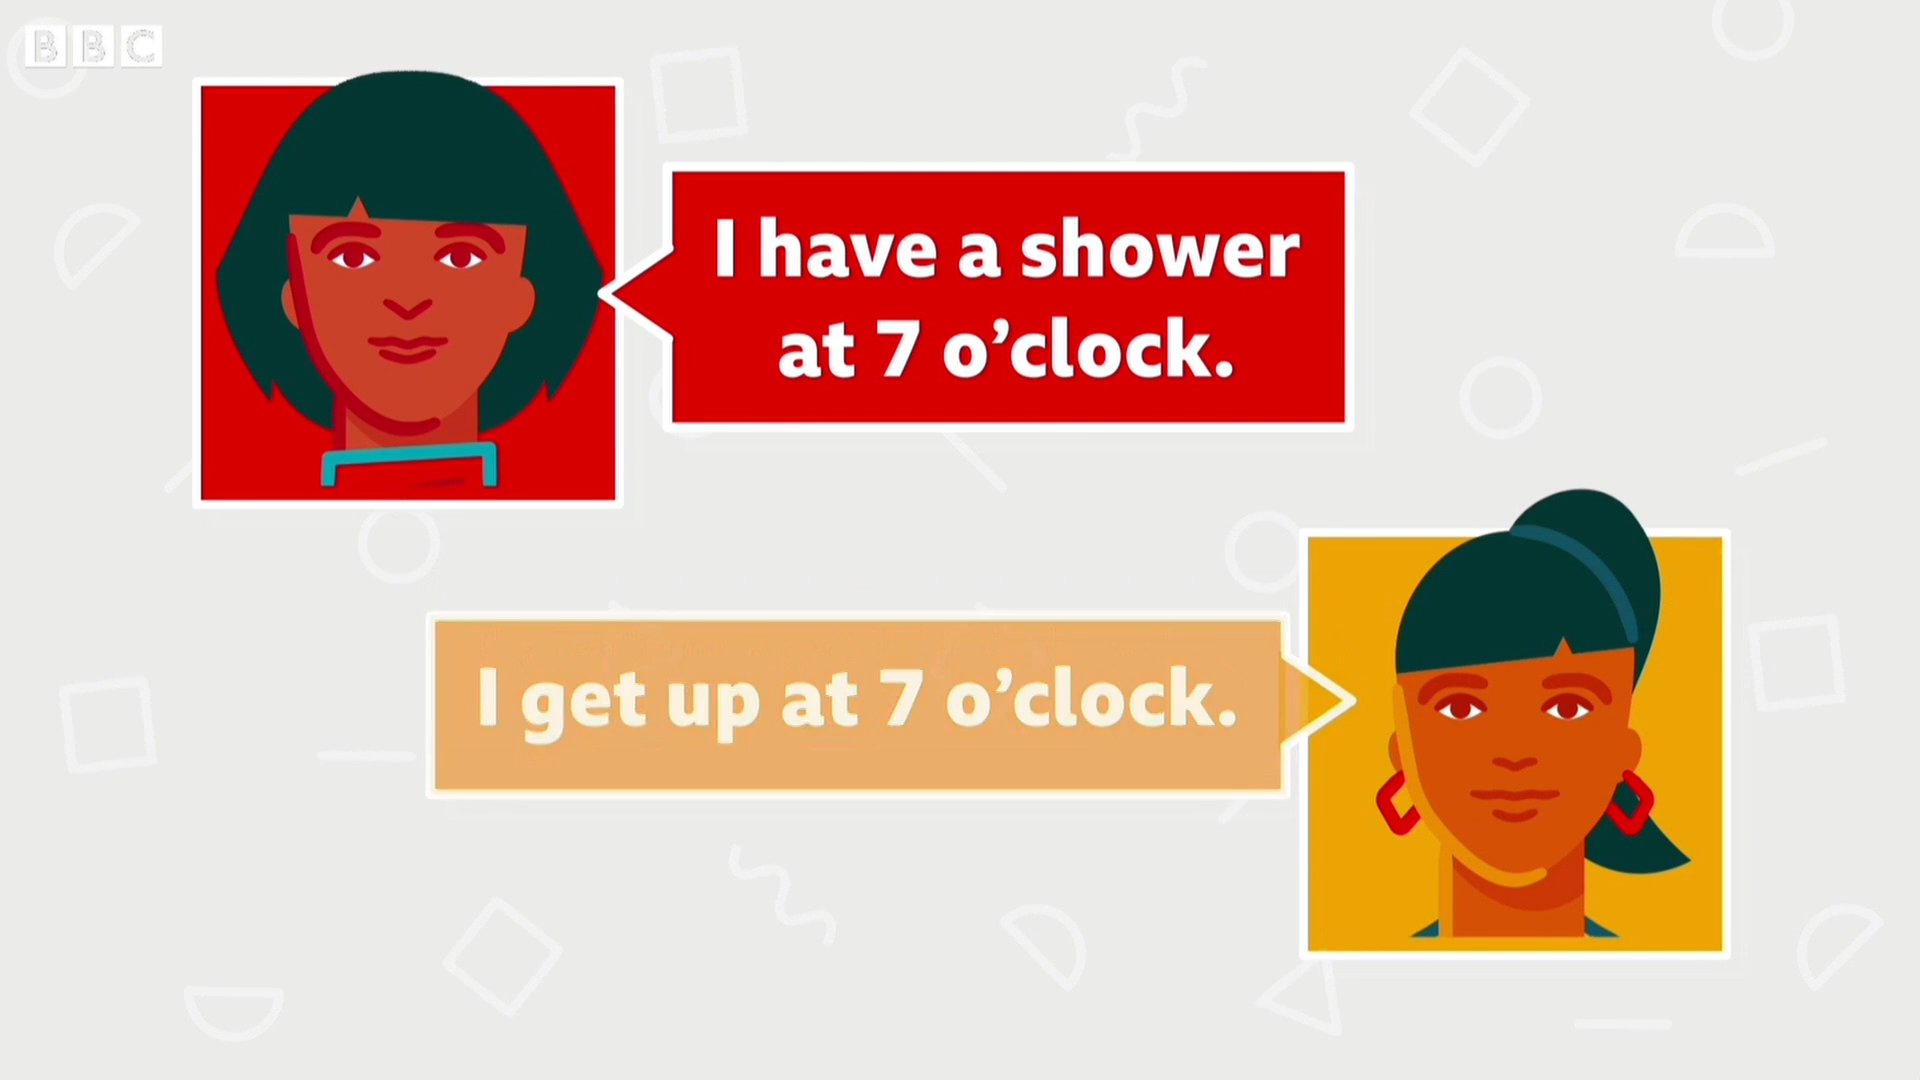 BBC
I have a shower
at 7 o’clock.
I get up at 7 o’clock.